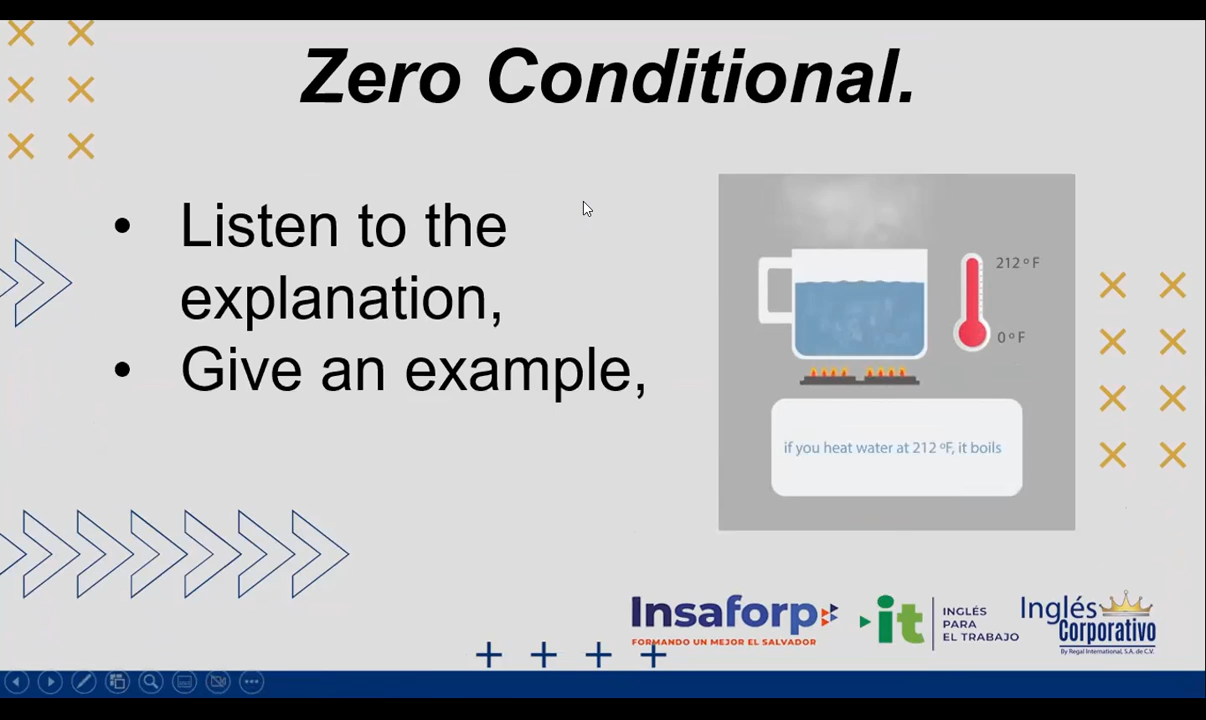 Zero Conditional.
• Listen to the
explanation,
• Give an example,
212 º F
0 º F
if you heat water at 212 ºF, it boils
Insaforp
FORMANDO UN MEJOR EL SALVADOR
it
INGLÉS
PARA
EL TRABAJO
Inglés
Corporativo
By Regal International, S.A. de C.V.